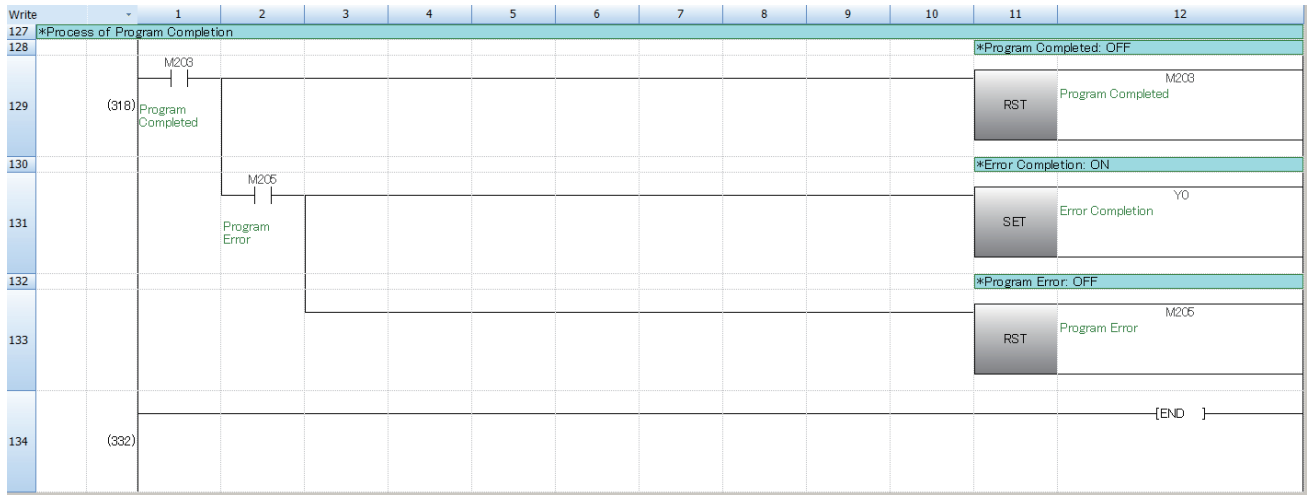 Write 1 2 3 4 5 6 7 8 9 10 11 12
127 *Process of Program Completion
128 *Program Completed: OFF
M203 M203
129 (318) Program Completed RST Program Completed
130 *Error Completion: ON
M205 Y0
131 Program Error SET Error Completion
132 *Program Error: OFF
M205
133 RST Program Error
134 (332) [END ]